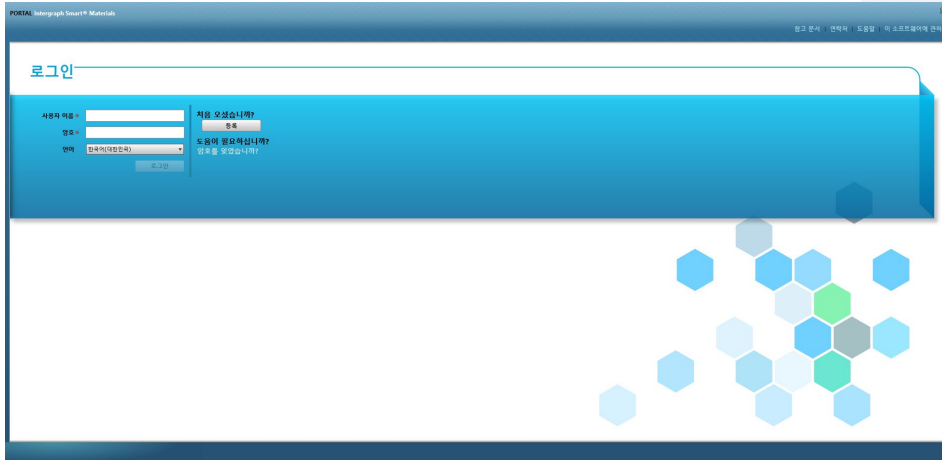 PORTAL Intergraph Smart® Materials
참고 문서 | 연락처 | 도움말 | 이 소프트웨어에 관하
로그인
사용자 이름*
암호*
언어 한국어(대한민국)
로그인
처음 오셨습니까?
등록
도움이 필요하십니까?
암호를 잊었습니까?